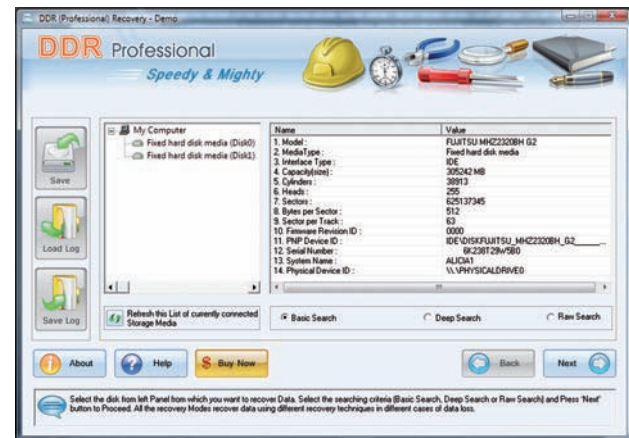 DDR (Professional) Recovery - Demo
DDR Professional
Speedy & Mighty
Save
Load Log
Save Log
My Computer
Fixed hard disk media (Disk0)
Fixed hard disk media (Disk1)
Name Value
1. Model : FUJITSU MHZ2320BH G2
2. MediaType : Fixed hard disk media
3. Interface Type : IDE
4. Capacity(size) : 305242 MB
5. Cylinders : 38913
6. Heads : 255
7. Sectors : 625137345
8. Bytes per Sector : 512
9. Sector per Track : 63
10. Firmware Revision ID : 0000
11. PNP Device ID : IDE\DISKFUJITSU_MHZ2320BH_G2____...
12. Serial Number : 6K238T29W5B0
13. System Name : ALICIA1
14. Physical Device ID : \\.\PHYSICALDRIVE0
Refresh this List of currently connected
Storage Media
Basic Search Deep Search Raw Search
About Help $ Buy Now Back Next
Select the disk from left Panel from which you want to recover Data. Select the searching criteria (Basic Search, Deep Search or Raw Search) and Press 'Next'
button to Proceed. All the recovery Modes recover data using different recovery techniques in different cases of data loss.